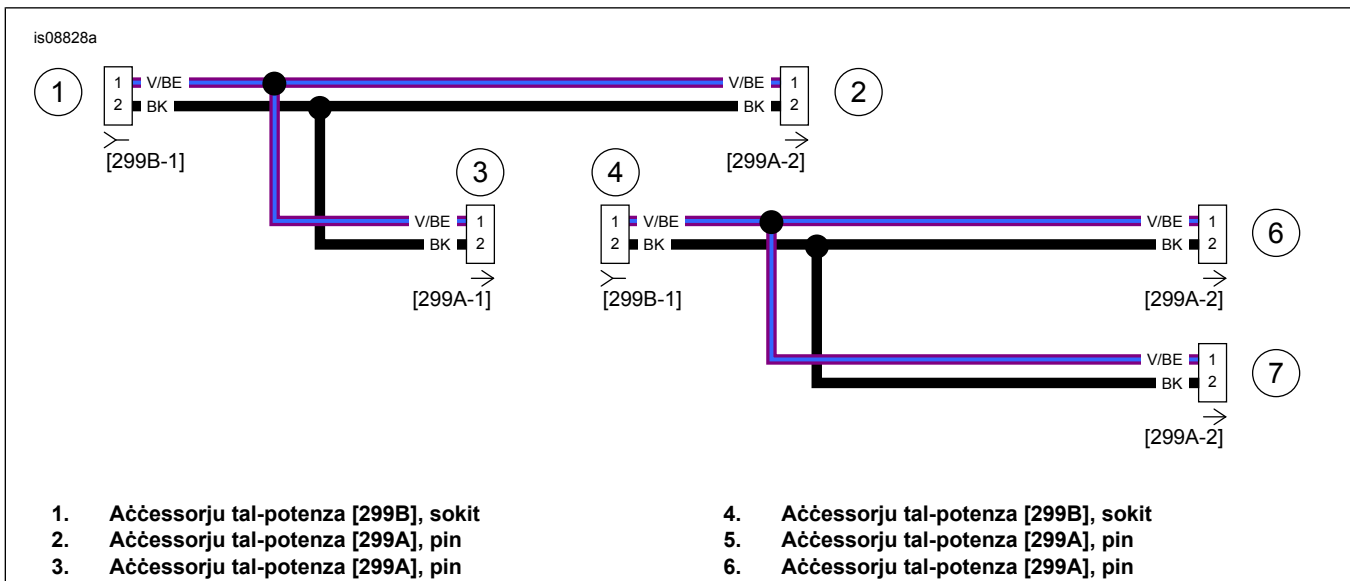 is08828a
1 1 V/BE V/BE 1 2
2 BK BK 2
[299B-1] [299A-2]
3 4
V/BE 1 1 V/BE V/BE 1 6
BK 2 2 BK BK 2
[299A-1] [299B-1] [299A-2]
V/BE 1 7
BK 2
[299A-2]
1. Aċċessorju tal-potenza [299B], sokit
2. Aċċessorju tal-potenza [299A], pin
3. Aċċessorju tal-potenza [299A], pin
4. Aċċessorju tal-potenza [299B], sokit
5. Aċċessorju tal-potenza [299A], pin
6. Aċċessorju tal-potenza [299A], pin